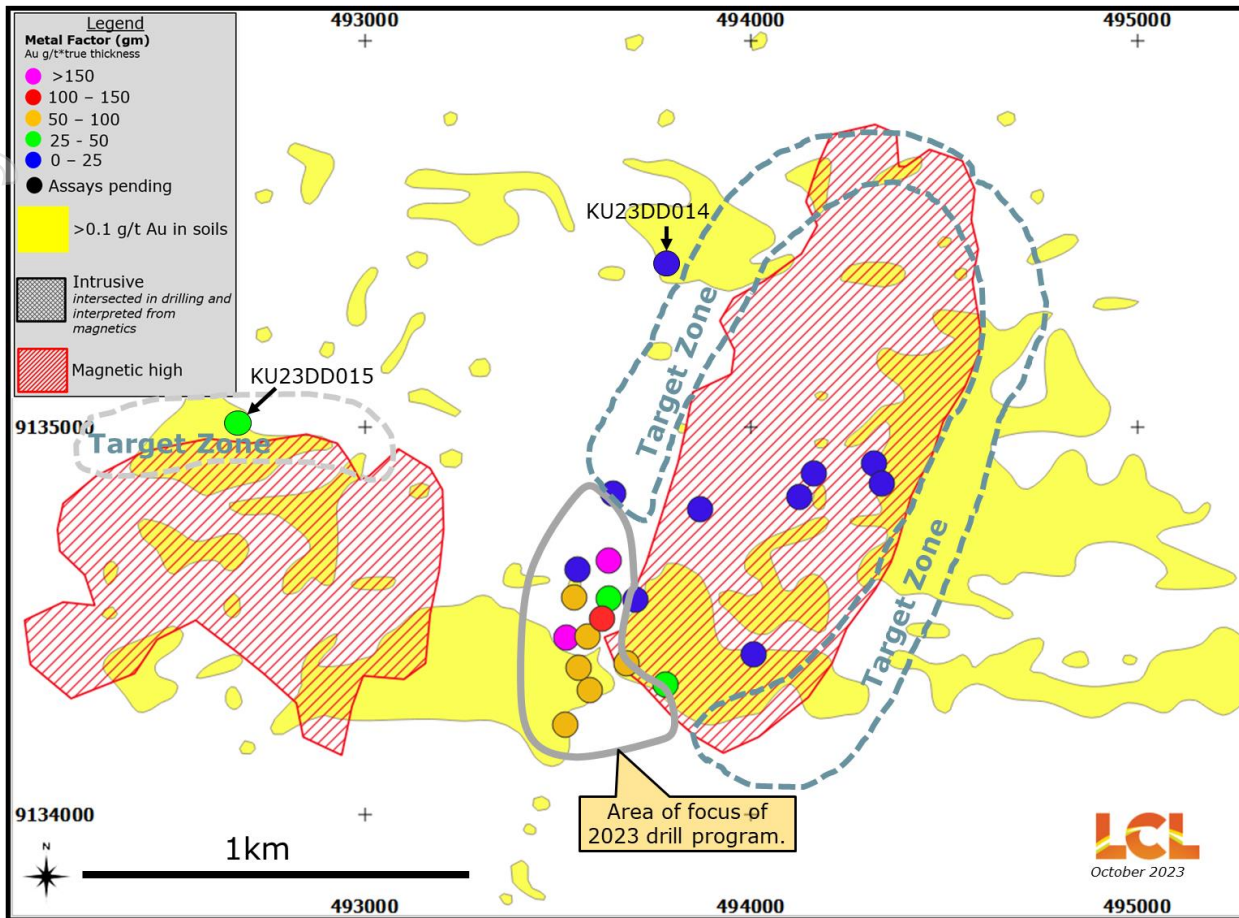 Legend
Metal Factor (gm)
Au g/t*true thickness
>150
100 – 150
50 – 100
25 - 50
0 – 25
Assays pending
>0.1 g/t Au in soils
Intrusive
intersected in drilling and
interpreted from
magnetics
Magnetic high
493000
494000
495000
KU23DD014
KU23DD015
9135000
Target Zone
Target Zone
Target Zone
Area of focus of
2023 drill program.
9134000
1km
N
LCL
October 2023
493000
494000
495000